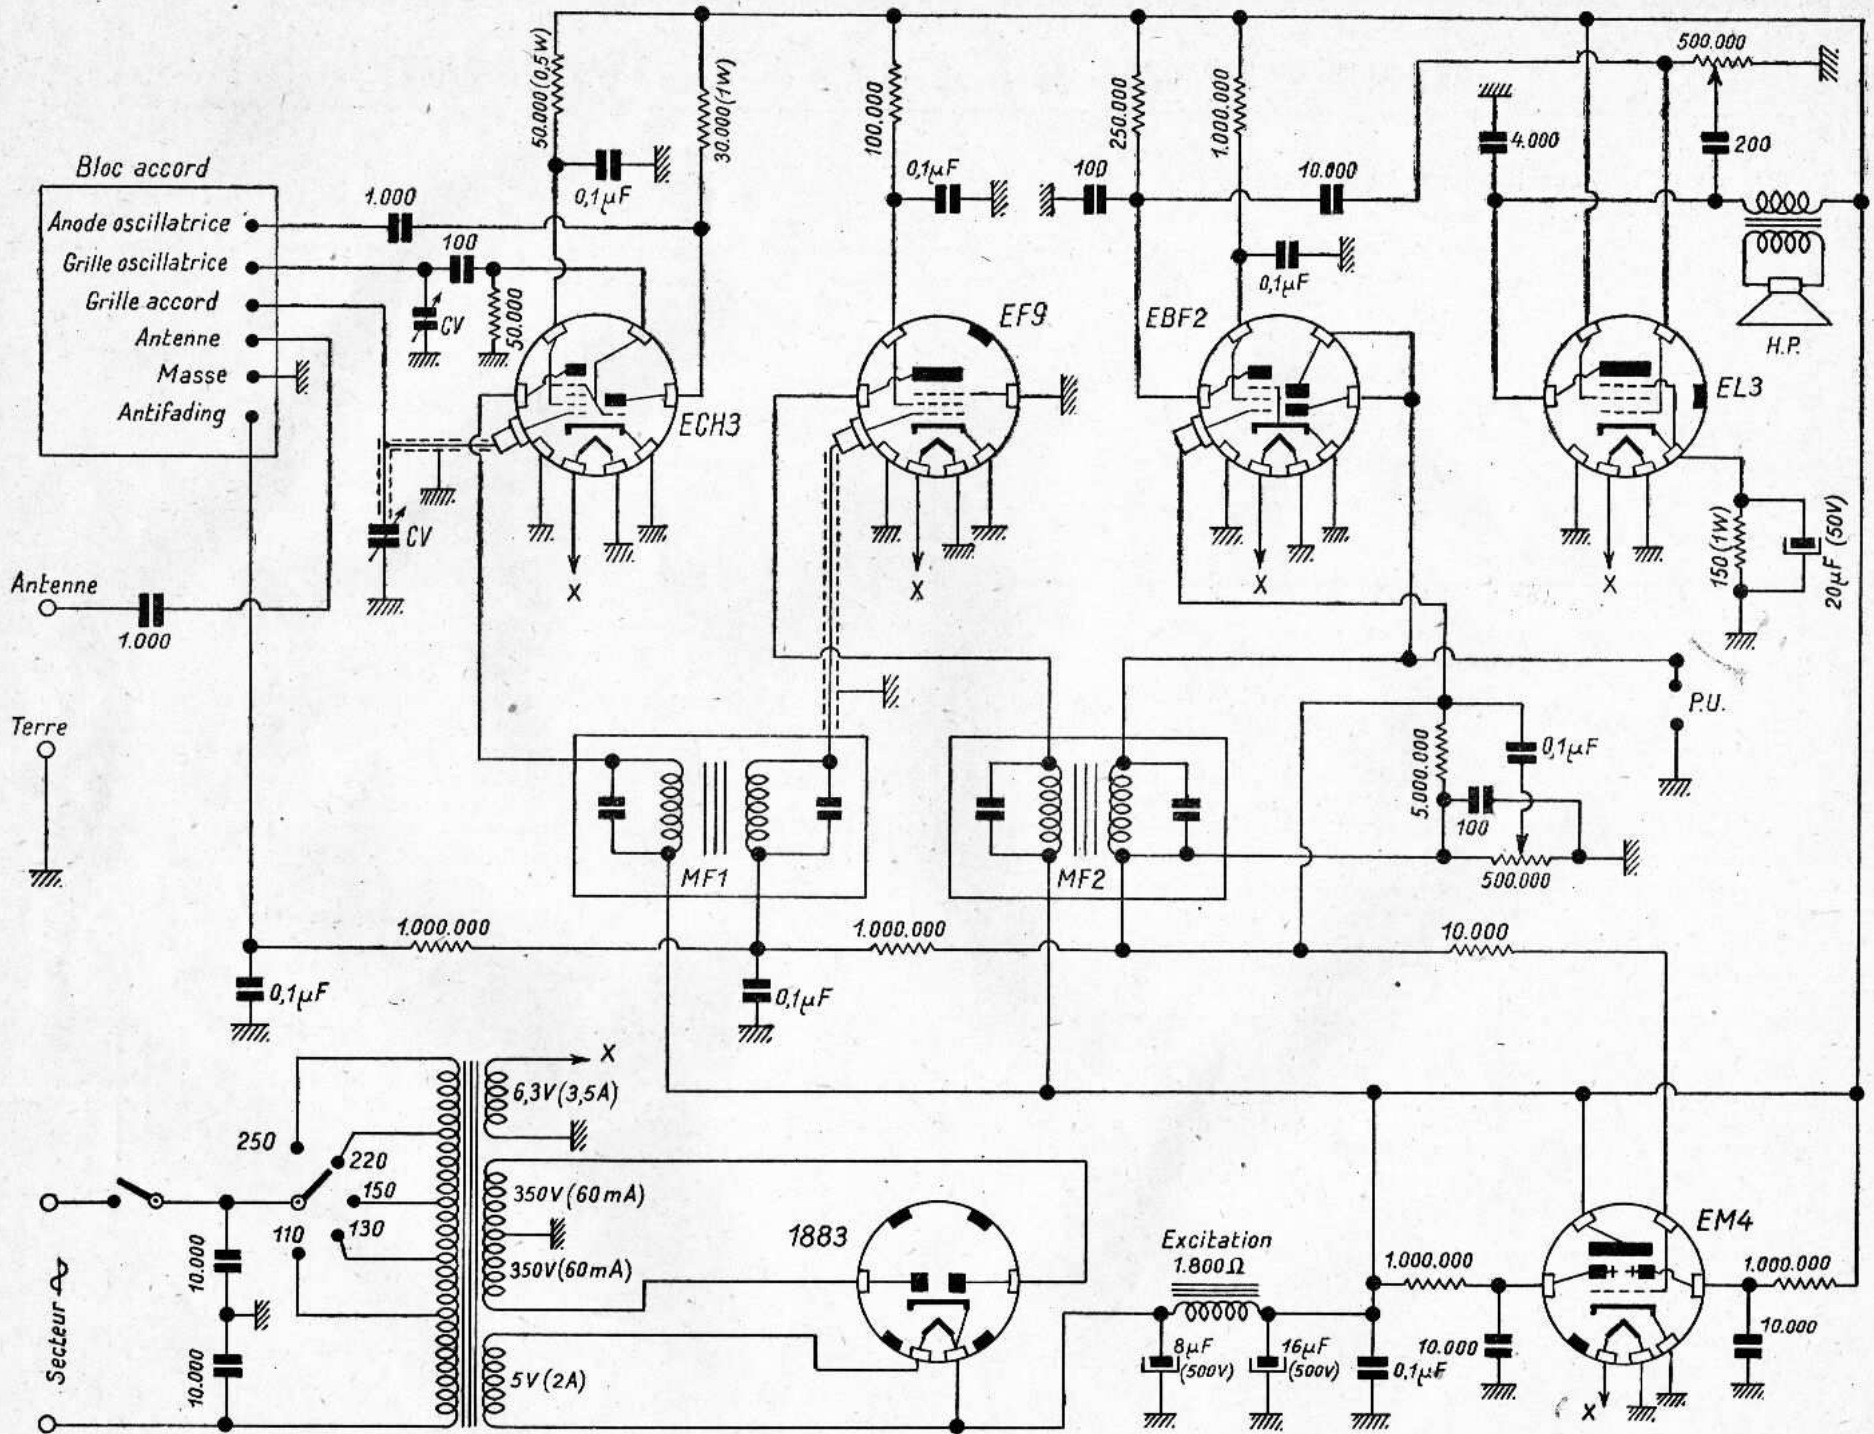 50.000 (0,5W)
30.000 (1W)
100.000
250.000
1.000.000
500.000
0,1µF
0,1µF
100
10.000
4.000
200
0,1µF
Bloc accord
Anode oscillatrice
Grille oscillatrice
Grille accord
Antenne
Masse
Antifading
1.000
100
CV
50.000
ECH3
EF9
EBF2
EL3
H.P.
CV
X
X
X
X
150 (1W)
20µF (50V)
Antenne
1.000
Terre
P.U.
5.000.000
0,1µF
100
500.000
MF1
MF2
1.000.000
1.000.000
10.000
0,1µF
0,1µF
X
6,3V (3,5A)
250
220
150
130
110
350V (60mA)
350V (60mA)
5V (2A)
Secteur
10.000
10.000
1883
Excitation
1.800Ω
8µF
(500V)
16µF
(500V)
0,1µF
1.000.000
10.000
EM4
1.000.000
10.000
X